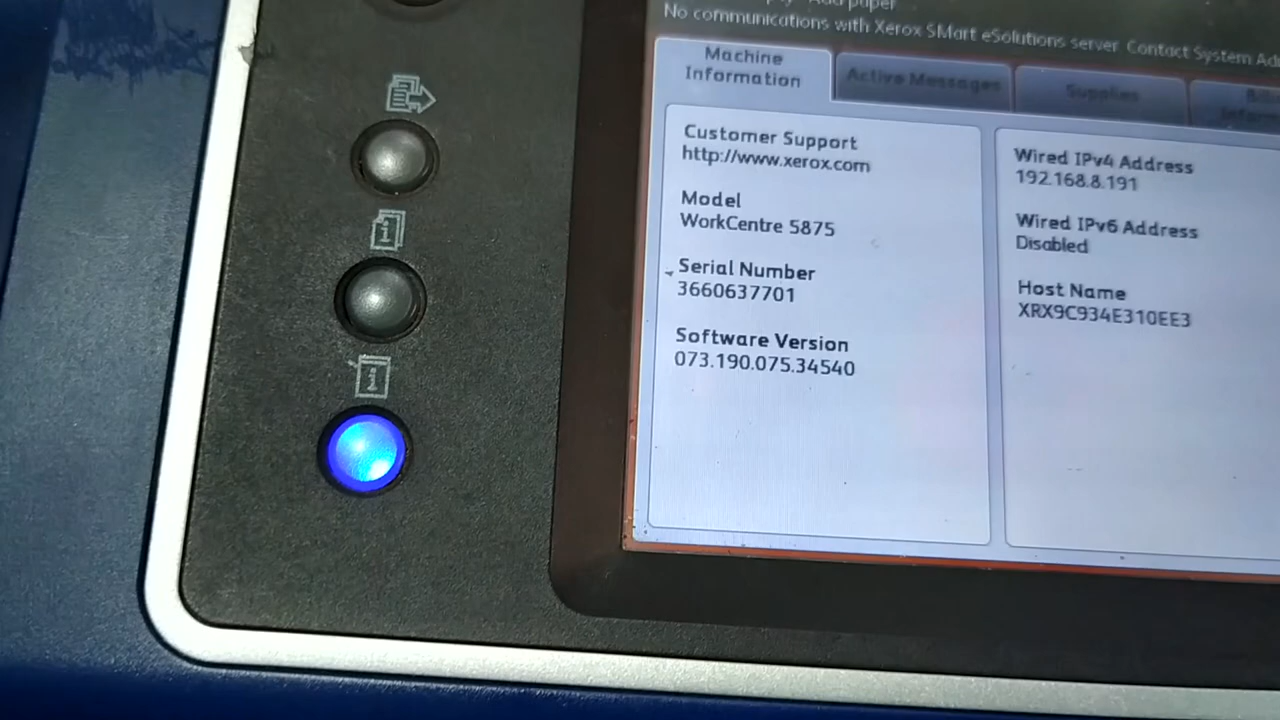 Add paper
No communications with Xerox SMart eSolutions server Contact System
Machine
Information
Active Messages
Supplies
Customer Support
http://www.xerox.com
Model
WorkCentre 5875
Serial Number
3660637701
Software Version
073.190.075.34540
Wired IPv4 Address
192.168.8.191
Wired IPv6 Address
Disabled
Host Name
XRX9C934E310EE3